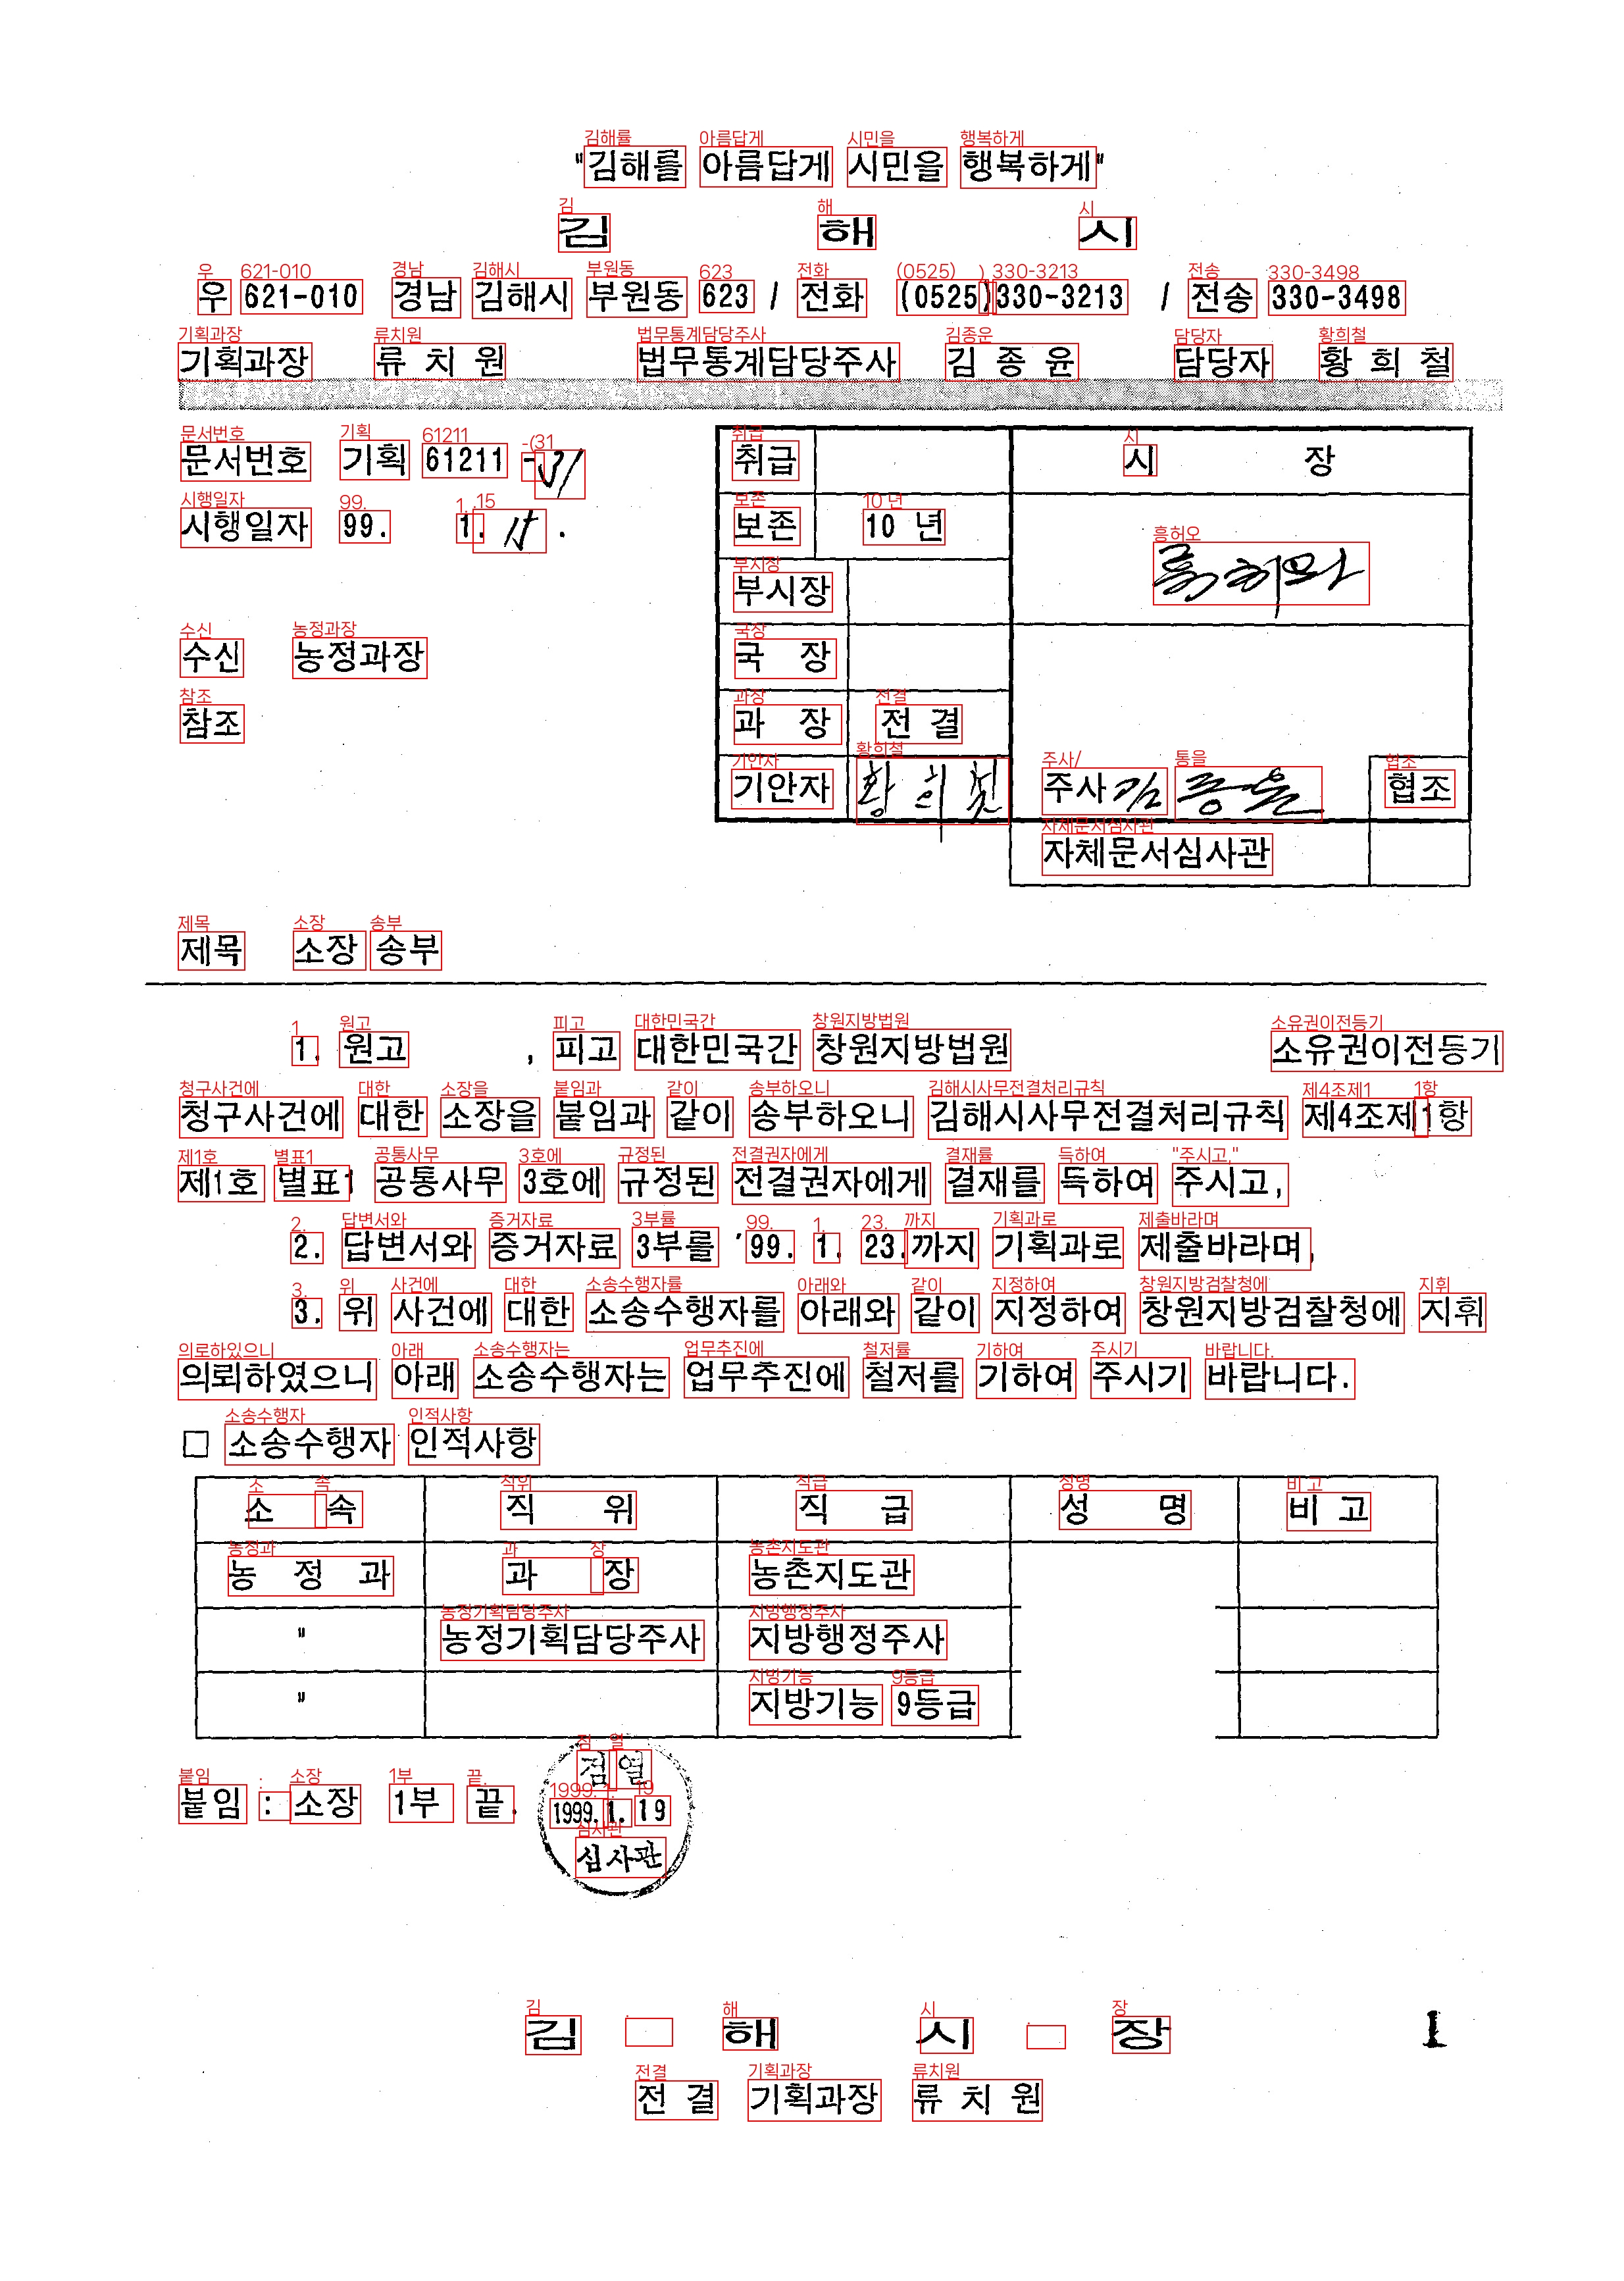 "김해를 아름답게 시민을 행복하게"
김 해 시
우 621-010 경남 김해시 부원동 623 / 전화 (0525)330-3213 / 전송 330-3498
기획과장 류 치 원 법무통계담당주사 김 종 윤 담당자 황 희 철
문서번호 기획 61211 -31
시행일자 99. 1. 15 .
수신 농정과장
참조
취급 시 장
보존 10 년
부시장
국 장
과 장 전 결
기안자 황희철 주사 김종윤 협조
자체문서심사관
제목 소장 송부
1. 원고 , 피고 대한민국간 창원지방법원 소유권이전등기
청구사건에 대한 소장을 붙임과 같이 송부하오니 김해시사무전결처리규칙 제4조제1항
제1호 별표1 공통사무 3호에 규정된 전결권자에게 결재를 득하여 주시고,
2. 답변서와 증거자료 3부를 '99. 1. 23.까지 기획과로 제출바라며,
3. 위 사건에 대한 소송수행자를 아래와 같이 지정하여 창원지방검찰청에 지휘
의뢰하였으니 아래 소송수행자는 업무추진에 철저를 기하여 주시기 바랍니다.
□ 소송수행자 인적사항
소 속 직 위 직 급 성 명 비 고
농 정 과 과 장 농촌지도관
" 농정기획담당주사 지방행정주사
" 지방기능 9등급
붙임 : 소장 1부 끝.
검열
1999. 1. 19
심사관
김 해 시 장
전 결 기획과장 류 치 원
1